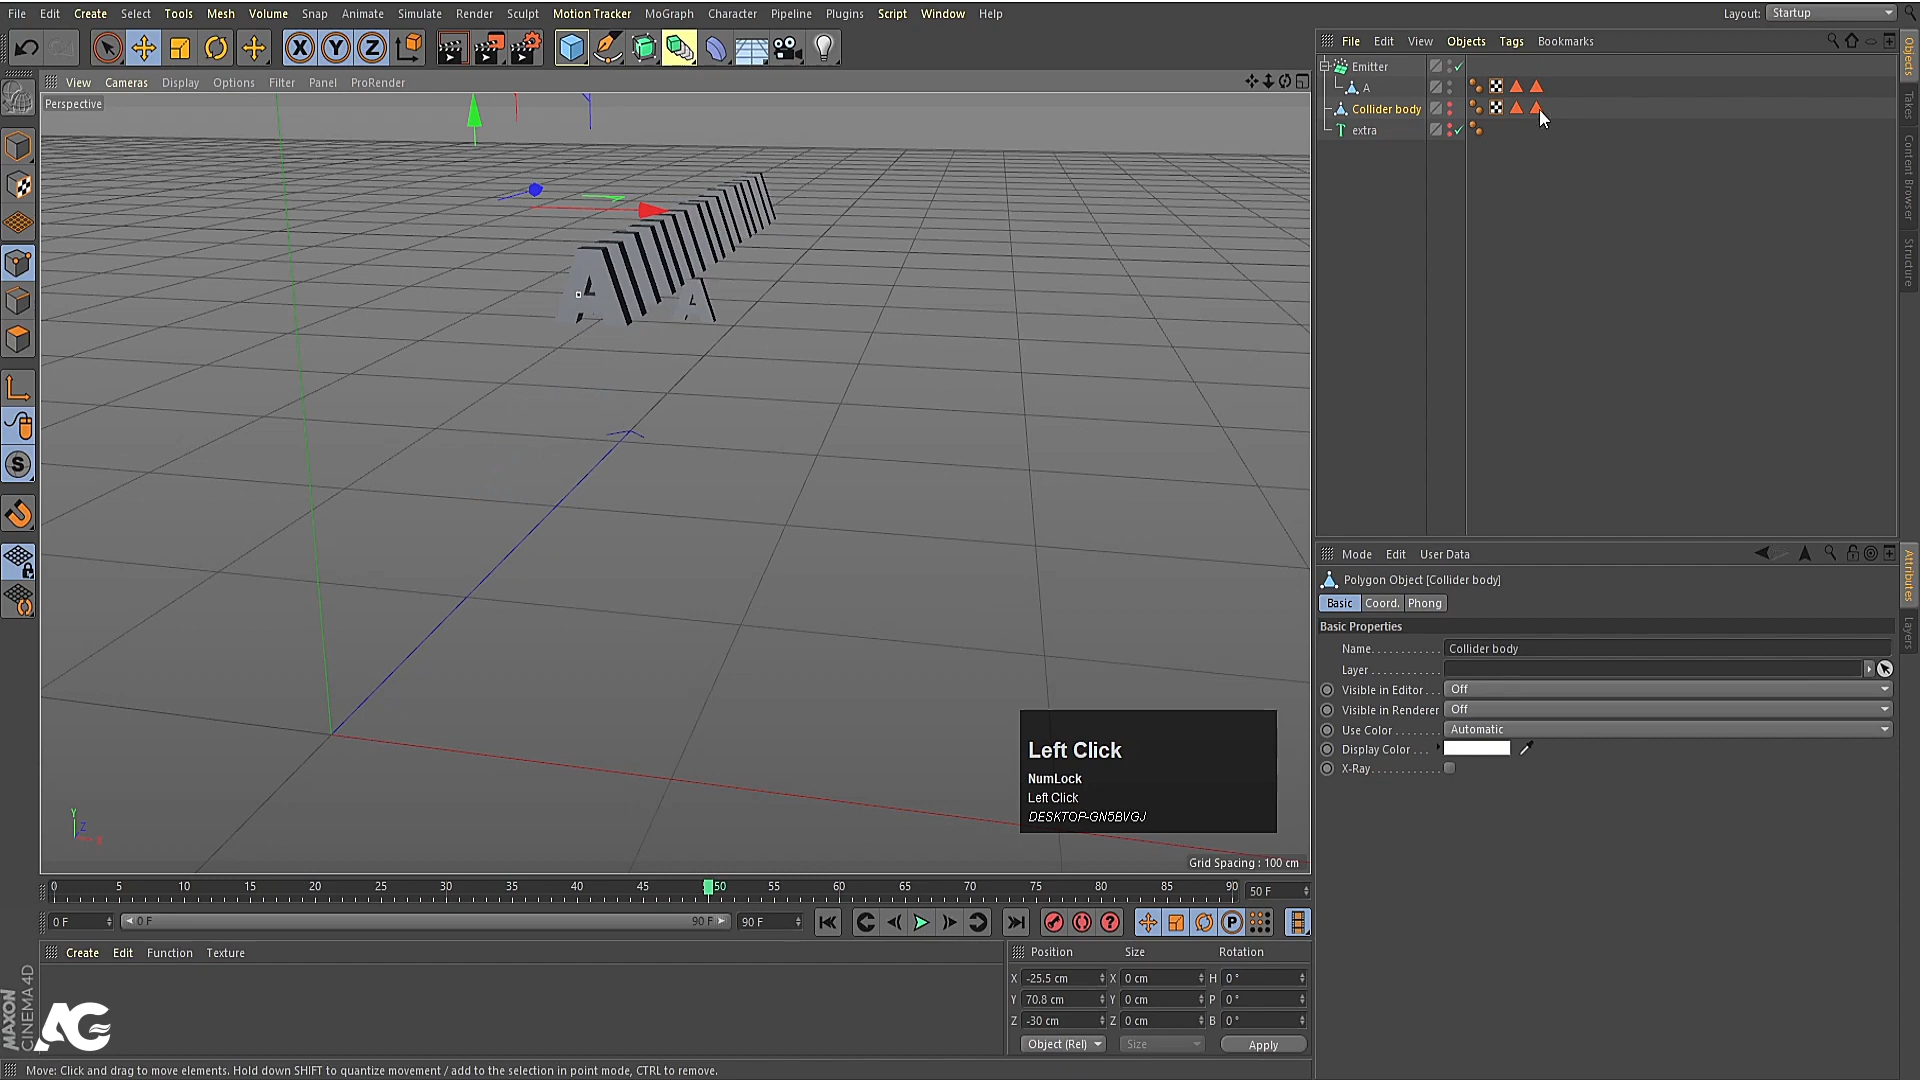 File Edit Create Select Tools Mesh Volume Snap Animate Simulate Render Sculpt Motion Tracker MoGraph Character Pipeline Plugins Script Window Help Layout: Startup
X Y Z
File Edit View Objects Tags Bookmarks
View Cameras Display Options Filter Panel ProRender
Perspective
Emitter
A
Collider body
extra
Objects
Takes
Content Browser
Structure
A
A
S
Mode Edit User Data
Polygon Object [Collider body]
Basic Coord. Phong
Basic Properties
Name Collider body
Layer
Visible in Editor Off
Visible in Renderer Off
Use Color Automatic
Display Color
X-Ray
Attributes
Layers
Left Click
NumLock
Left Click
DESKTOP-GN5BVGJ
Y
Z
Grid Spacing : 100 cm
0 5 10 15 20 25 30 35 40 45 50 55 60 65 70 75 80 85 90 50 F
0 F 0 F 90 F 90 F
P
Create Edit Function Texture
Position Size Rotation
X -25.5 cm X 0 cm H 0 °
Y 70.8 cm Y 0 cm P 0 °
Z -30 cm Z 0 cm B 0 °
Object (Rel) Size Apply
MAXON
CINEMA 4D
AG
Move: Click and drag to move elements. Hold down SHIFT to quantize movement / add to the selection in point mode, CTRL to remove.